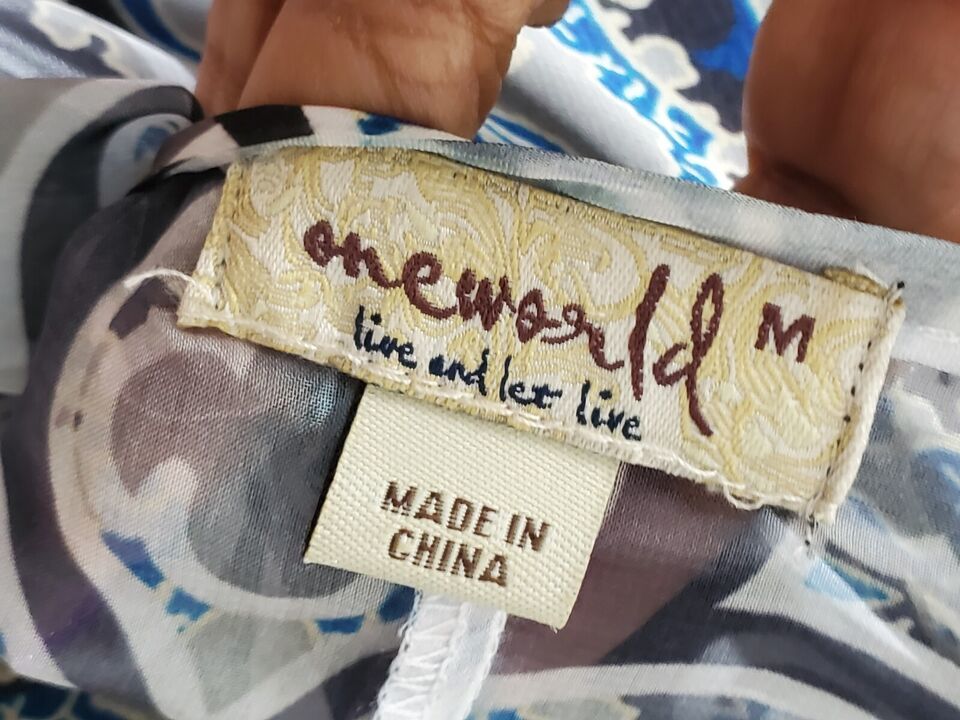 oneworld M
live and let live
MADE IN
CHINA